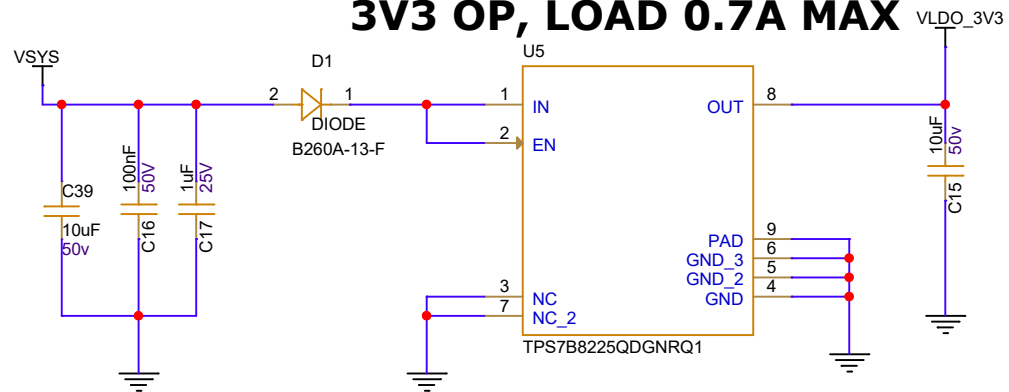 3V3 OP, LOAD 0.7A MAX
VLDO_3V3
VSYS
D1
U5
2
1
DIODE
B260A-13-F
1
IN
2
EN
OUT
8
10uF
50v
C15
C39
10uF
50v
100nF
50V
C16
1uF
25V
C17
PAD
9
GND_3
6
GND_2
5
GND
4
3
NC
7
NC_2
TPS7B8225QDGNRQ1